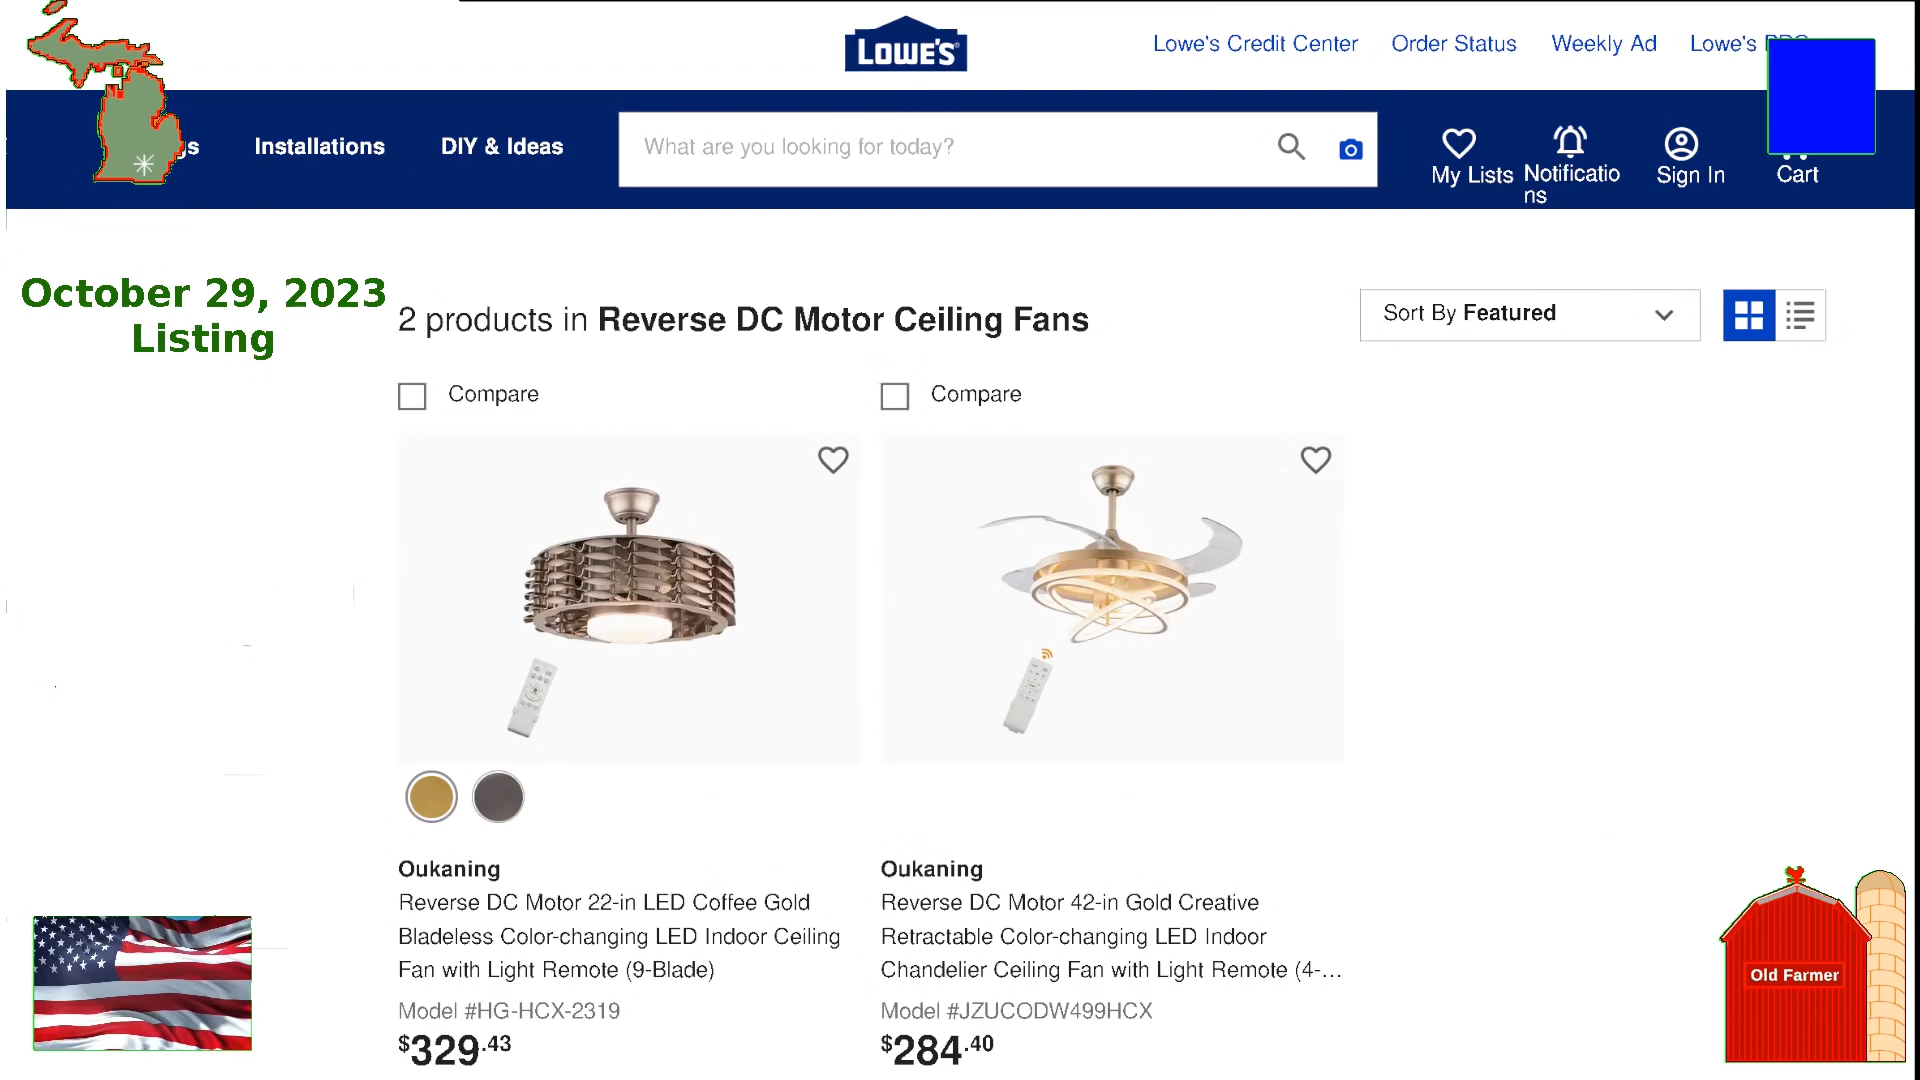 LOWE'S
Lowe's Credit Center Order Status Weekly Ad Lowe's
Installations DIY & Ideas What are you looking for today? My Lists Notificatio
ns Sign In Cart
October 29, 2023
Listing
2 products in Reverse DC Motor Ceiling Fans
Sort By Featured
Compare
Compare
Oukaning
Reverse DC Motor 22-in LED Coffee Gold
Bladeless Color-changing LED Indoor Ceiling
Fan with Light Remote (9-Blade)
Model #HG-HCX-2319
$329.43
Oukaning
Reverse DC Motor 42-in Gold Creative
Retractable Color-changing LED Indoor
Chandelier Ceiling Fan with Light Remote (4-...
Model #JZUCODW499HCX
$284.40
Old Farmer